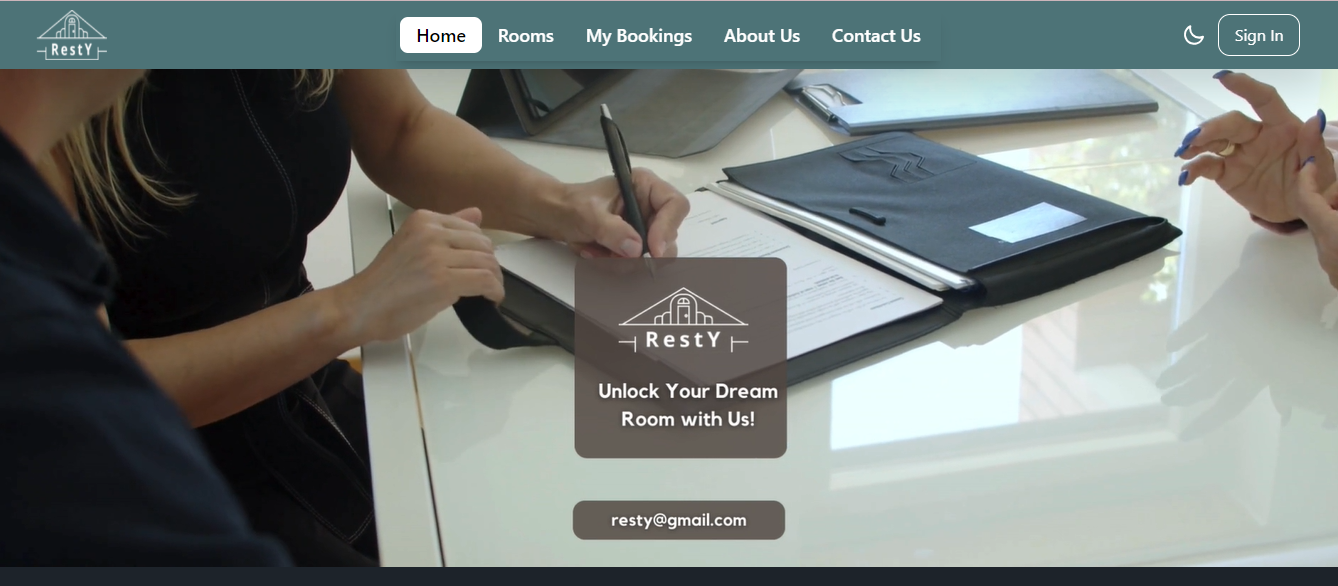 RestY
Home
Rooms
My Bookings
About Us
Contact Us
Sign In
RestY
Unlock Your Dream
Room with Us!
resty@gmail.com